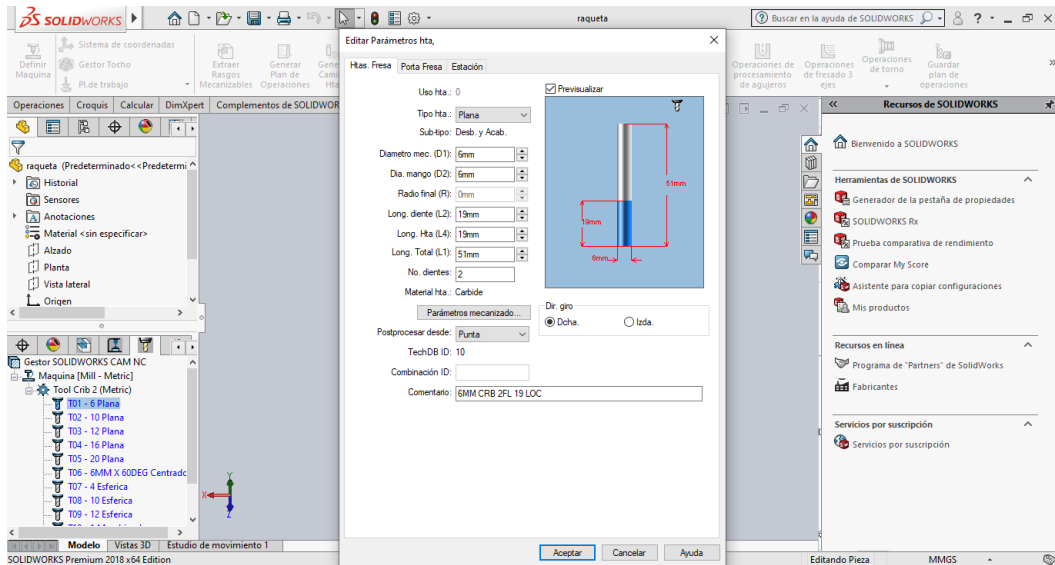 SOLIDWORKS
raqueta
Buscar en la ayuda de SOLIDWORKS
Definir Maquina
Sistema de coordenadas
Gestor Tocho
Pl.de trabajo
Extraer Rasgos Mecanizables
Generar Plan de Operaciones
Operaciones de procesamiento de agujeros
Operaciones de fresado 3 ejes
Operaciones de torno
Guardar plan de operaciones
Operaciones
Croquis
Calcular
DimXpert
Complementos de SOLIDWOR
raqueta (Predeterminado<<Predetermi
Historial
Sensores
Anotaciones
Material <sin especificar>
Alzado
Planta
Vista lateral
Origen
Gestor SOLIDWORKS CAM NC
Maquina [Mill - Metric]
Tool Crib 2 (Metric)
T01 - 6 Plana
T02 - 10 Plana
T03 - 12 Plana
T04 - 16 Plana
T05 - 20 Plana
T06 - 6MM X 60DEG Centrado
T07 - 4 Esferica
T08 - 10 Esferica
T09 - 12 Esferica
Modelo
Vistas 3D
Estudio de movimiento 1
SOLIDWORKS Premium 2018 x64 Edition
Editar Parámetros hta,
Htas. Fresa
Porta Fresa
Estación
Uso hta.: 0
Previsualizar
Tipo hta.: Plana
Sub-tipo: Desb. y Acab.
Diametro mec. (D1): 6mm
Dia. mango (D2): 6mm
Radio final (R): 0mm
Long. diente (L2): 19mm
Long. Hta (L4): 19mm
Long. Total (L1): 51mm
No. dientes: 2
Material hta.: Carbide
Parámetros mecanizado...
Postprocesar desde: Punta
TechDB ID: 10
Combinación ID:
Comentario: 6MM CRB 2FL 19 LOC
51mm
19mm
6mm
Dir. giro
Dcha.
Izda.
Aceptar
Cancelar
Ayuda
Recursos de SOLIDWORKS
Bienvenido a SOLIDWORKS
Herramientas de SOLIDWORKS
Generador de la pestaña de propiedades
SOLIDWORKS Rx
Prueba comparativa de rendimiento
Comparar My Score
Asistente para copiar configuraciones
Mis productos
Recursos en línea
Programa de "Partners" de SolidWorks
Fabricantes
Servicios por suscripción
Servicios por suscripción
Editando Pieza
MMGS
X
Y
Z